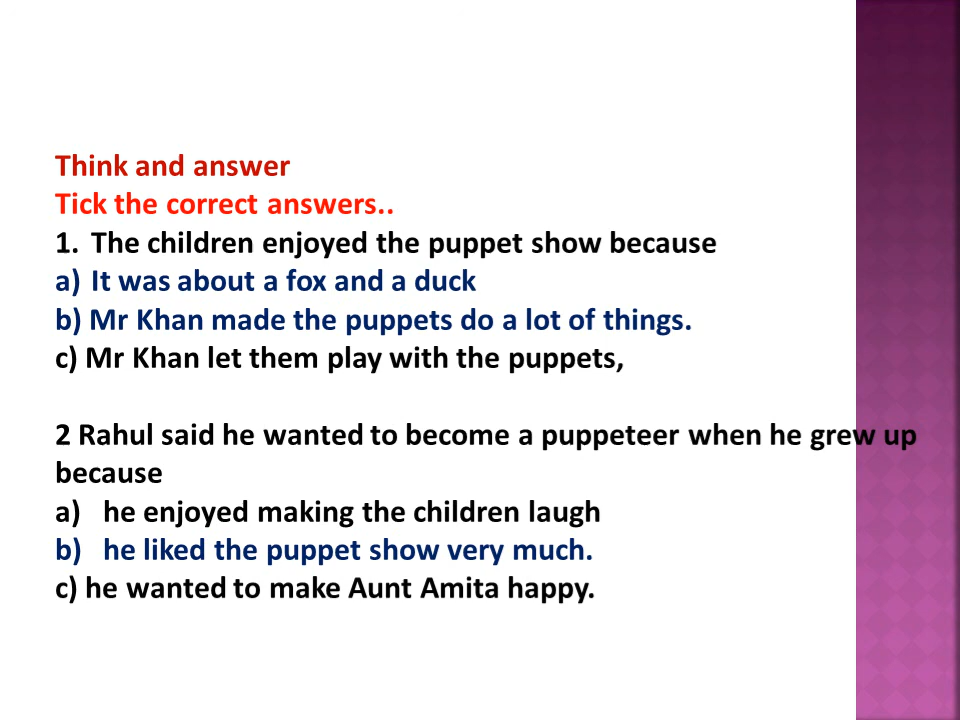 Think and answer
Tick the correct answers..
1. The children enjoyed the puppet show because
a) It was about a fox and a duck
b) Mr Khan made the puppets do a lot of things.
c) Mr Khan let them play with the puppets,
2 Rahul said he wanted to become a puppeteer when he grew up
because
a) he enjoyed making the children laugh
b) he liked the puppet show very much.
c) he wanted to make Aunt Amita happy.